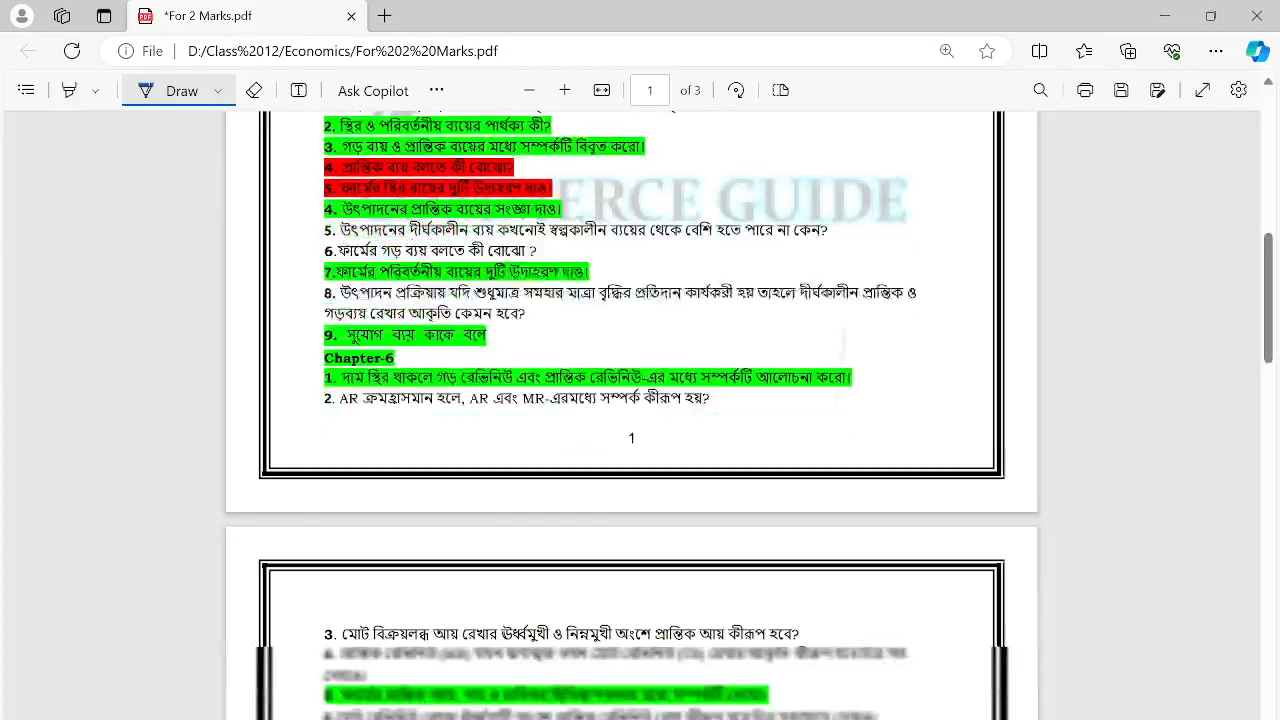 *For 2 Marks.pdf
File D:/Class%2012/Economics/For%202%20Marks.pdf
Draw Ask Copilot 1 of 3
2. স্থির ও পরিবর্তনীয় ব্যয়ের পার্থক্য কী?
3. গড় ব্যয় ও প্রান্তিক ব্যয়ের মধ্যে সম্পর্কটি বিবৃত করো।
4. প্রান্তিক ব্যয় বলতে কী বোঝো?
5. ফার্মের স্থির ব্যয়ের দুটি উদাহরণ দাও।
ERCE GUIDE
4. উৎপাদনের প্রান্তিক ব্যয়ের সংজ্ঞা দাও।
5. উৎপাদনের দীর্ঘকালীন ব্যয় কখনোই স্বল্পকালীন ব্যয়ের থেকে বেশি হতে পারে না কেন?
6.ফার্মের গড় ব্যয় বলতে কী বোঝো ?
7.ফার্মের পরিবর্তনীয় ব্যয়ের দুটি উদাহরণ দাও।
8. উৎপাদন প্রক্রিয়ায় যদি শুধুমাত্র সমহার মাত্রা বৃদ্ধির প্রতিদান কার্যকরী হয় তাহলে দীর্ঘকালীন প্রান্তিক ও
গড়ব্যয় রেখার আকৃতি কেমন হবে?
9. সুযোগ ব্যয় কাকে বলে
Chapter-6
1. দাম স্থির থাকলে গড় রেভিনিউ এবং প্রান্তিক রেভিনিউ-এর মধ্যে সম্পর্কটি আলোচনা করো।
2. AR ক্রমহ্রাসমান হলে, AR এবং MR-এরমধ্যে সম্পর্ক কীরূপ হয়?
1
3. মোট বিক্রয়লব্ধ আয় রেখার ঊর্ধ্বমুখী ও নিম্নমুখী অংশে প্রান্তিক আয় কীরূপ হবে?